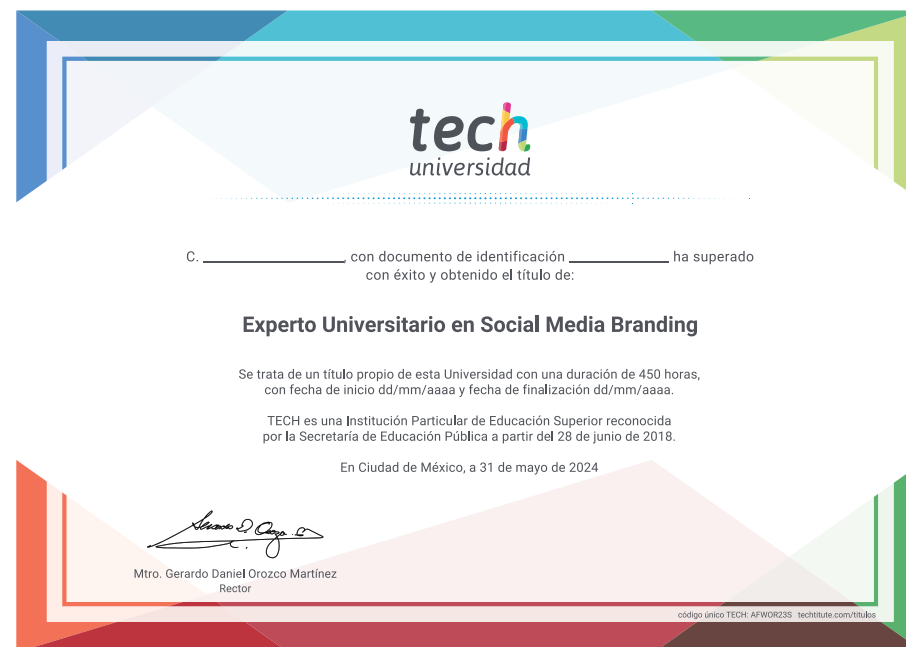 tech
universidad
C. ____________________, con documento de identificación ______________ ha superado
con éxito y obtenido el título de:
Experto Universitario en Social Media Branding
Se trata de un título propio de esta Universidad con una duración de 450 horas,
con fecha de inicio dd/mm/aaaa y fecha de finalización dd/mm/aaaa.
TECH es una Institución Particular de Educación Superior reconocida
por la Secretaría de Educación Pública a partir del 28 de junio de 2018.
En Ciudad de México, a 31 de mayo de 2024
Mtro. Gerardo Daniel Orozco Martínez
Rector
código único TECH: AFWOR23S techtitute.com/titulos